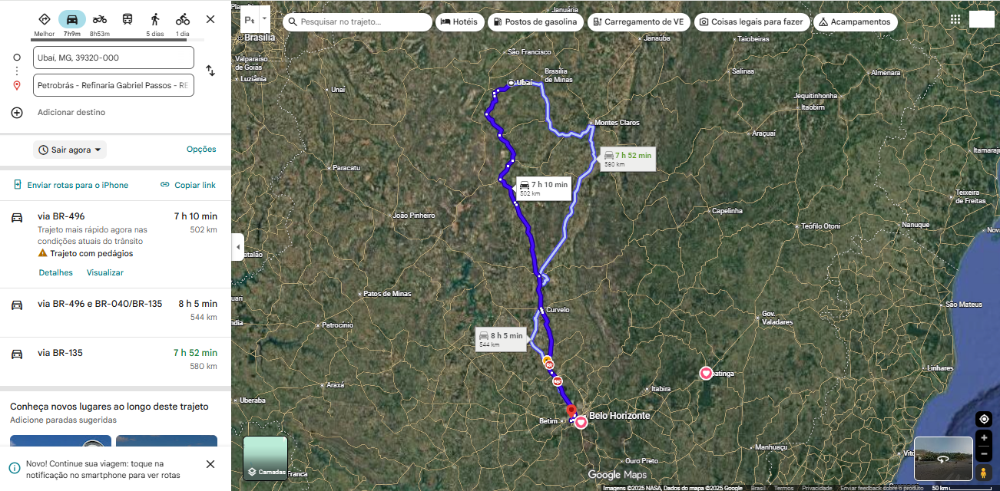 Melhor
7h9m
8h53m
5 dias
1 dia
Ubaí, MG, 39320-000
Petrobrás - Refinaria Gabriel Passos - RE
Adicionar destino
Sair agora
Opções
Enviar rotas para o iPhone
Copiar link
via BR-496
7 h 10 min
Trajeto mais rápido agora nas
502 km
condições atuais do trânsito
Trajeto com pedágios
Detalhes
Visualizar
via BR-496 e BR-040/BR-135
8 h 5 min
544 km
via BR-135
7 h 52 min
580 km
Conheça novos lugares ao longo deste trajeto
Adicione paradas sugeridas
Novo! Continue sua viagem: toque na
notificação no smartphone para ver rotas
Pt
Pesquisar no trajeto...
Hotéis
Postos de gasolina
Carregamento de VE
Coisas legais para fazer
Acampamentos
Januária
Brasília
Janaúba
Taiobeiras
São Francisco
Valparaíso
de Goiás
Luziânia
Unaí
Ubaí
Brasília
de Minas
Salinas
Almenara
Jequitinhonha
Itaobim
Montes Claros
Araçuaí
Itamaraju
7 h 52 min
580 km
Paracatu
7 h 10 min
502 km
Teixeira
de Freitas
João Pinheiro
Capelinha
Teófilo Otoni
Nanuque
Nov
atalão
Patos de Minas
uari
São Mateus
Curvelo
Gov.
Valadares
Patrocínio
ndia
8 h 5 min
544 km
Linhares
patinga
Araxá
Itabira
Uberaba
Belo Horizonte
Betim
Manhuaçu
Vitó
Ouro Preto
Camadas
Franca
Google Maps
Imagens ©2025 NASA, Dados do mapa ©2025 Google
Brasil
Termos
Privacidade
Enviar feedback sobre o produto
50 km